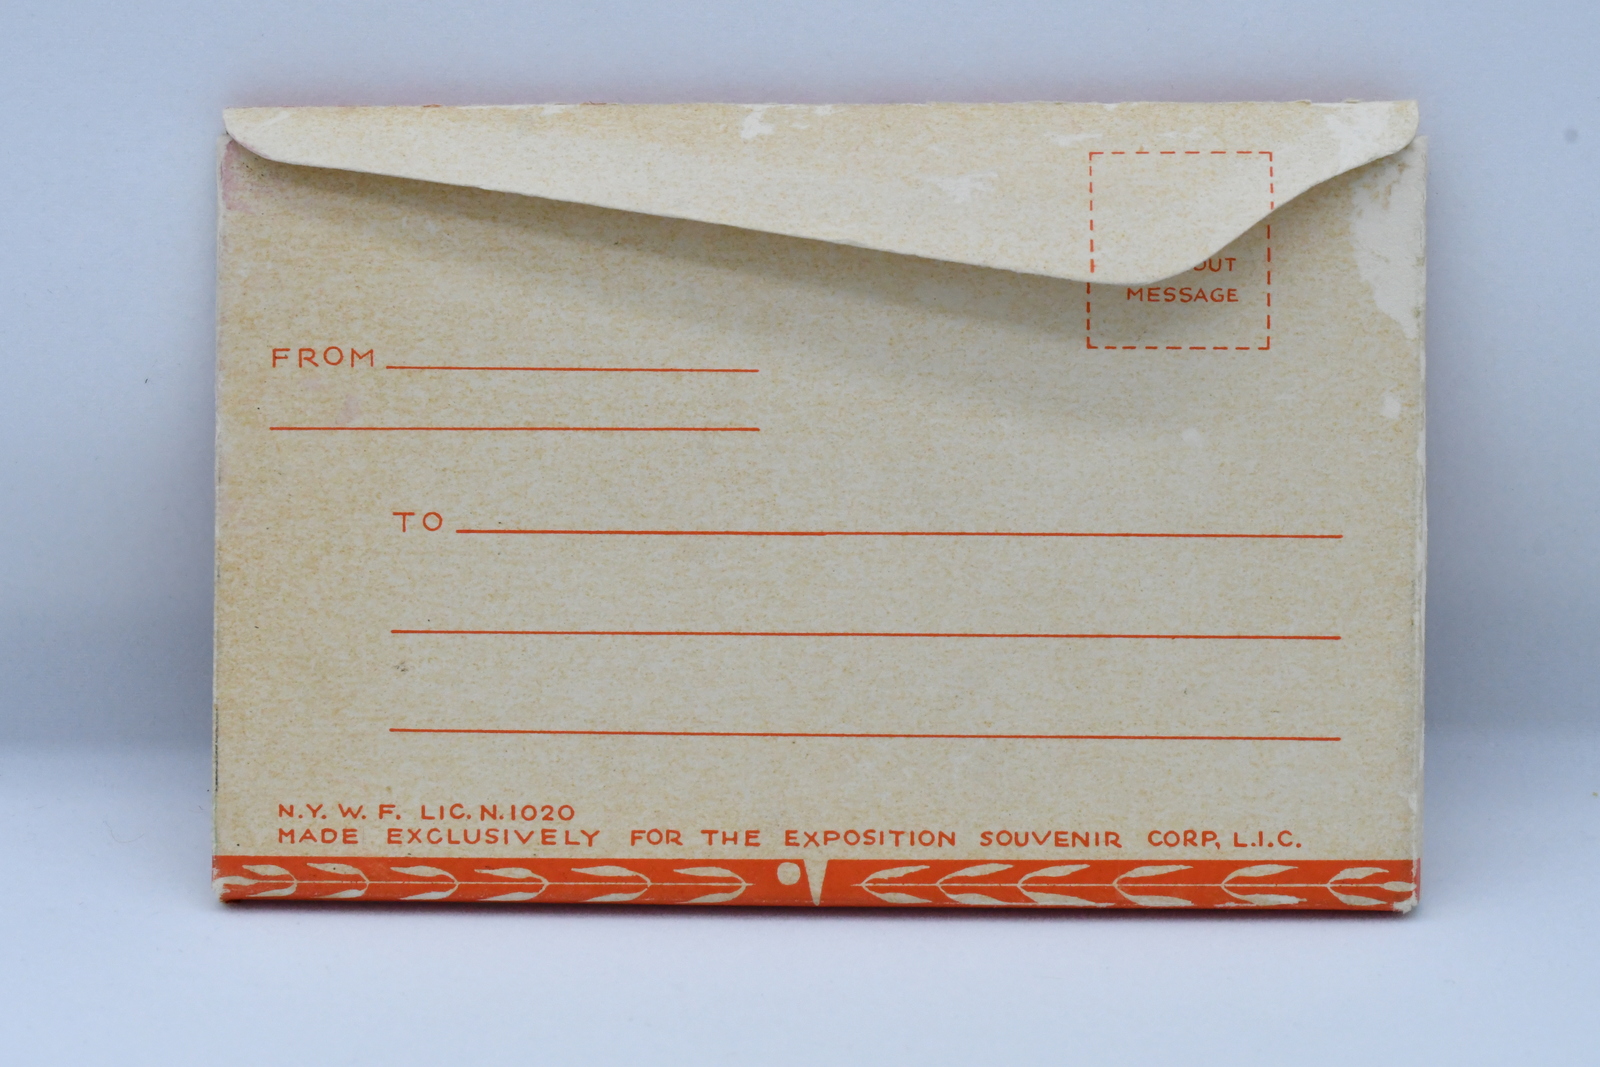 OUT
MESSAGE
FROM
TO
N.Y. W. F. LIC. N. 1020
MADE EXCLUSIVELY FOR THE EXPOSITION SOUVENIR CORP, L.I.C.